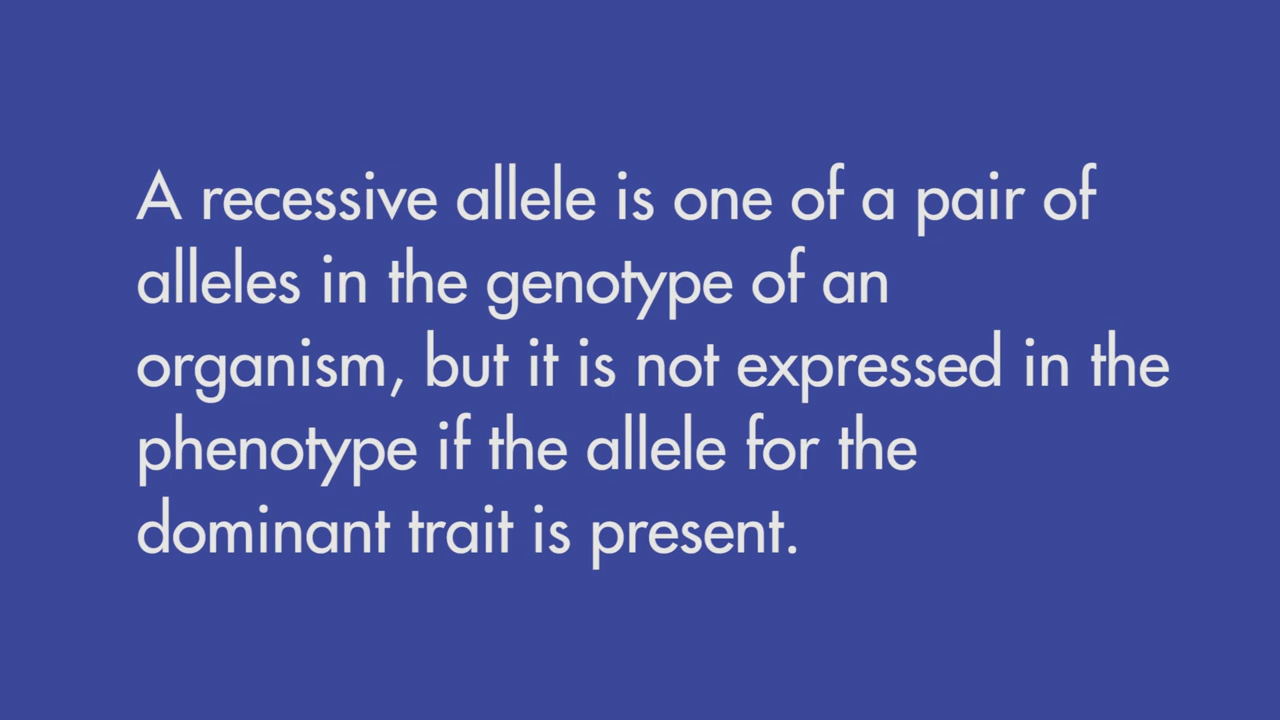 A recessive allele is one of a pair of
alleles in the genotype of an
organism, but it is not expressed in the
phenotype if the allele for the
dominant trait is present.